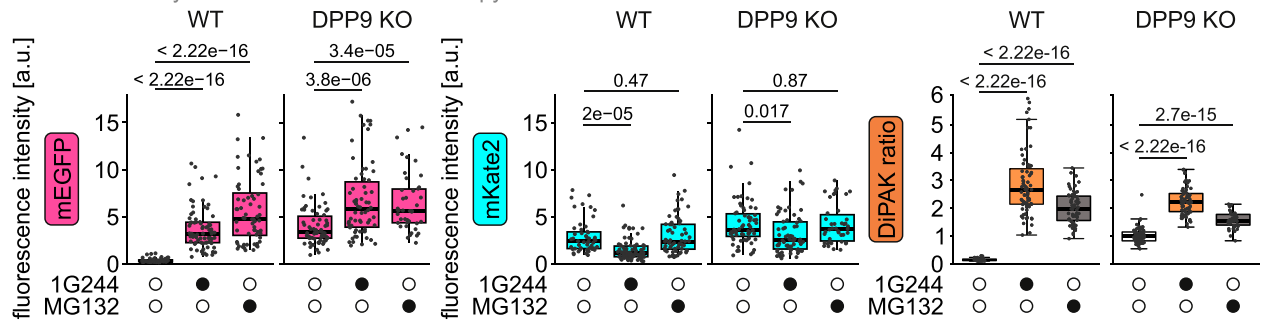 WT DPP9 KO WT DPP9 KO WT DPP9 KO
< 2.22e−16 3.4e−05 < 2.22e-16
< 2.22e−16 3.8e−06 0.47 0.87 < 2.22e-16
2e−05 0.017 2.7e-15
< 2.22e-16
fluorescence intensity [a.u.]
mEGFP
15
10
5
0
fluorescence intensity [a.u.]
mKate2
15
10
5
0
DiPAK ratio
6
5
4
3
2
1
0
1G244
MG132
1G244
MG132
1G244
MG132